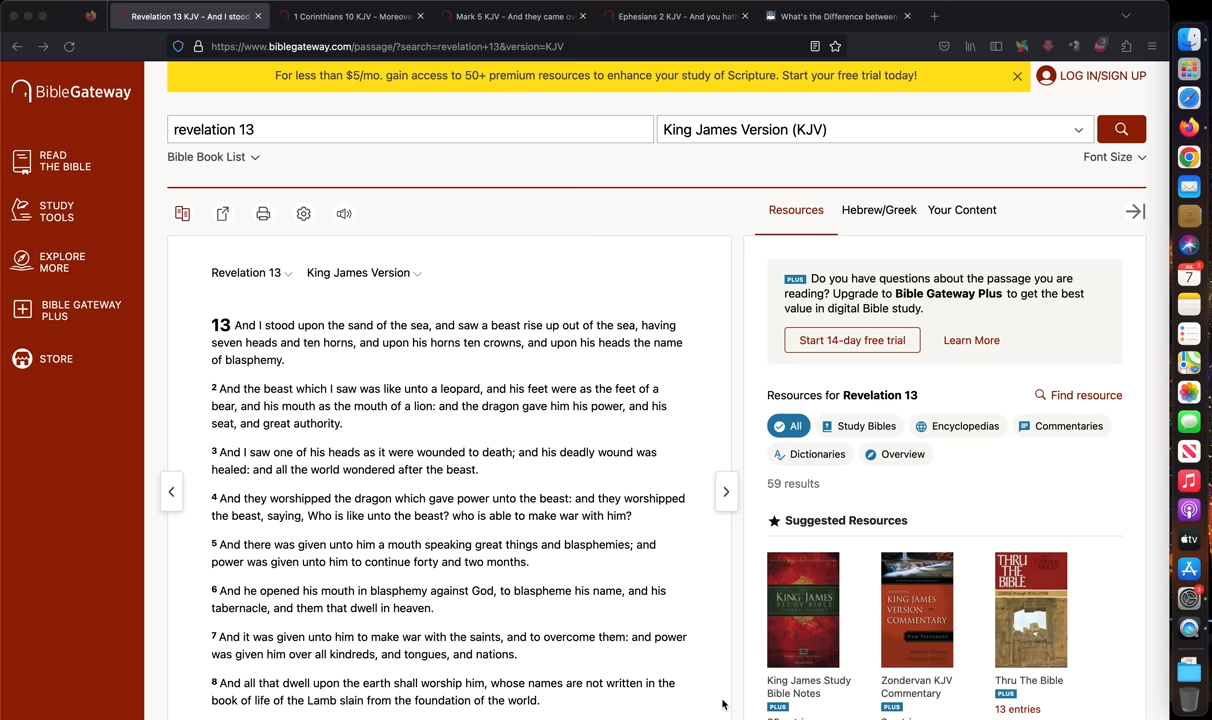 Revelation 13 KJV - And I stood
1 Corinthians 10 KJV - Moreover
Mark 5 KJV - And they came ov
Ephesians 2 KJV - And you hath
What's the Difference between
https://www.biblegateway.com/passage/?search=revelation+13&version=KJV
For less than $5/mo. gain access to 50+ premium resources to enhance your study of Scripture. Start your free trial today!
LOG IN/SIGN UP
BibleGateway
READ
THE BIBLE
STUDY
TOOLS
EXPLORE
MORE
BIBLE GATEWAY
PLUS
STORE
revelation 13
King James Version (KJV)
Bible Book List
Font Size
Resources
Hebrew/Greek
Your Content
Revelation 13
King James Version
13 And I stood upon the sand of the sea, and saw a beast rise up out of the sea, having
seven heads and ten horns, and upon his horns ten crowns, and upon his heads the name
of blasphemy.
2 And the beast which I saw was like unto a leopard, and his feet were as the feet of a
bear, and his mouth as the mouth of a lion: and the dragon gave him his power, and his
seat, and great authority.
3 And I saw one of his heads as it were wounded to death; and his deadly wound was
healed: and all the world wondered after the beast.
4 And they worshipped the dragon which gave power unto the beast: and they worshipped
the beast, saying, Who is like unto the beast? who is able to make war with him?
5 And there was given unto him a mouth speaking great things and blasphemies; and
power was given unto him to continue forty and two months.
6 And he opened his mouth in blasphemy against God, to blaspheme his name, and his
tabernacle, and them that dwell in heaven.
7 And it was given unto him to make war with the saints, and to overcome them: and power
was given him over all kindreds, and tongues, and nations.
8 And all that dwell upon the earth shall worship him, whose names are not written in the
book of life of the Lamb slain from the foundation of the world.
PLUS Do you have questions about the passage you are
reading? Upgrade to Bible Gateway Plus to get the best
value in digital Bible study.
Start 14-day free trial
Learn More
Resources for Revelation 13
Find resource
All
Study Bibles
Encyclopedias
Commentaries
Dictionaries
Overview
59 results
Suggested Resources
KING JAMES
STUDY BIBLE
KING JAMES
VERSION
COMMENTARY
NEW TESTAMENT
THRU
THE
BIBLE
King James Study
Bible Notes
PLUS
Zondervan KJV
Commentary
PLUS
Thru The Bible
PLUS
13 entries
7
tv